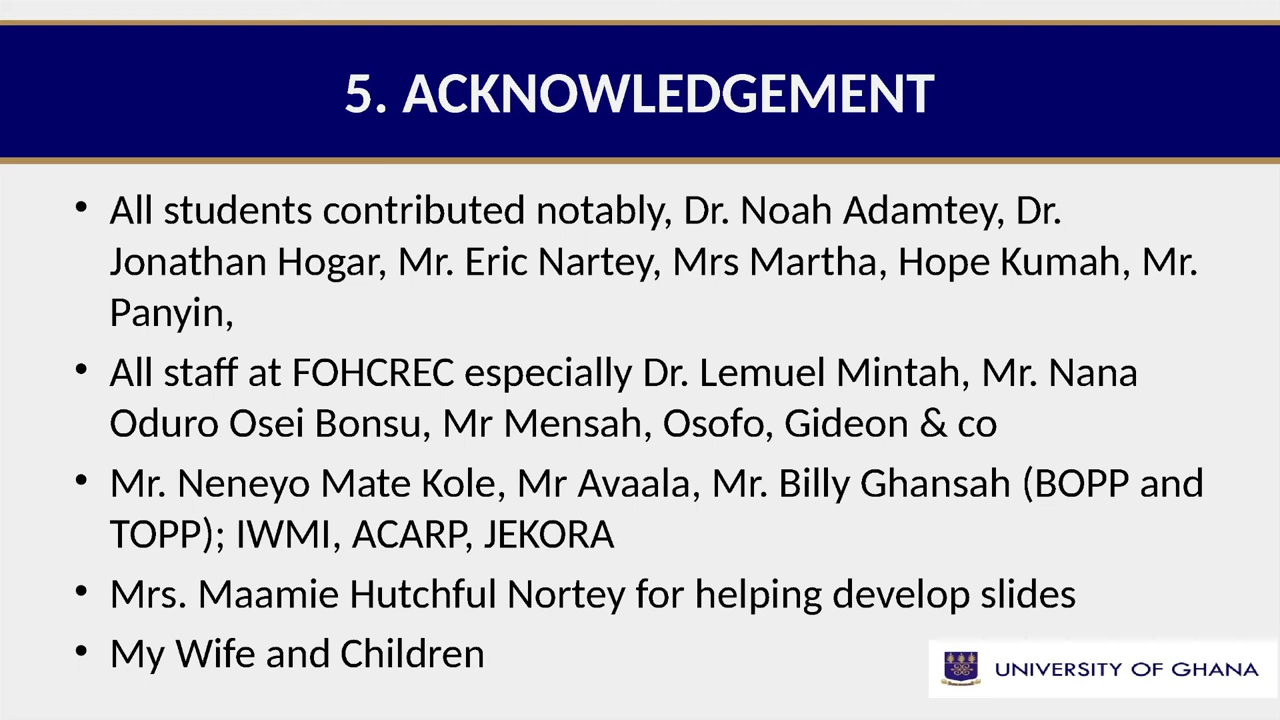 5. ACKNOWLEDGEMENT
• All students contributed notably, Dr. Noah Adamtey, Dr.
Jonathan Hogar, Mr. Eric Nartey, Mrs Martha, Hope Kumah, Mr.
Panyin,
• All staff at FOHCREC especially Dr. Lemuel Mintah, Mr. Nana
Oduro Osei Bonsu, Mr Mensah, Osofo, Gideon & co
• Mr. Neneyo Mate Kole, Mr Avaala, Mr. Billy Ghansah (BOPP and
TOPP); IWMI, ACARP, JEKORA
• Mrs. Maamie Hutchful Nortey for helping develop slides
• My Wife and Children
UNIVERSITY OF GHANA